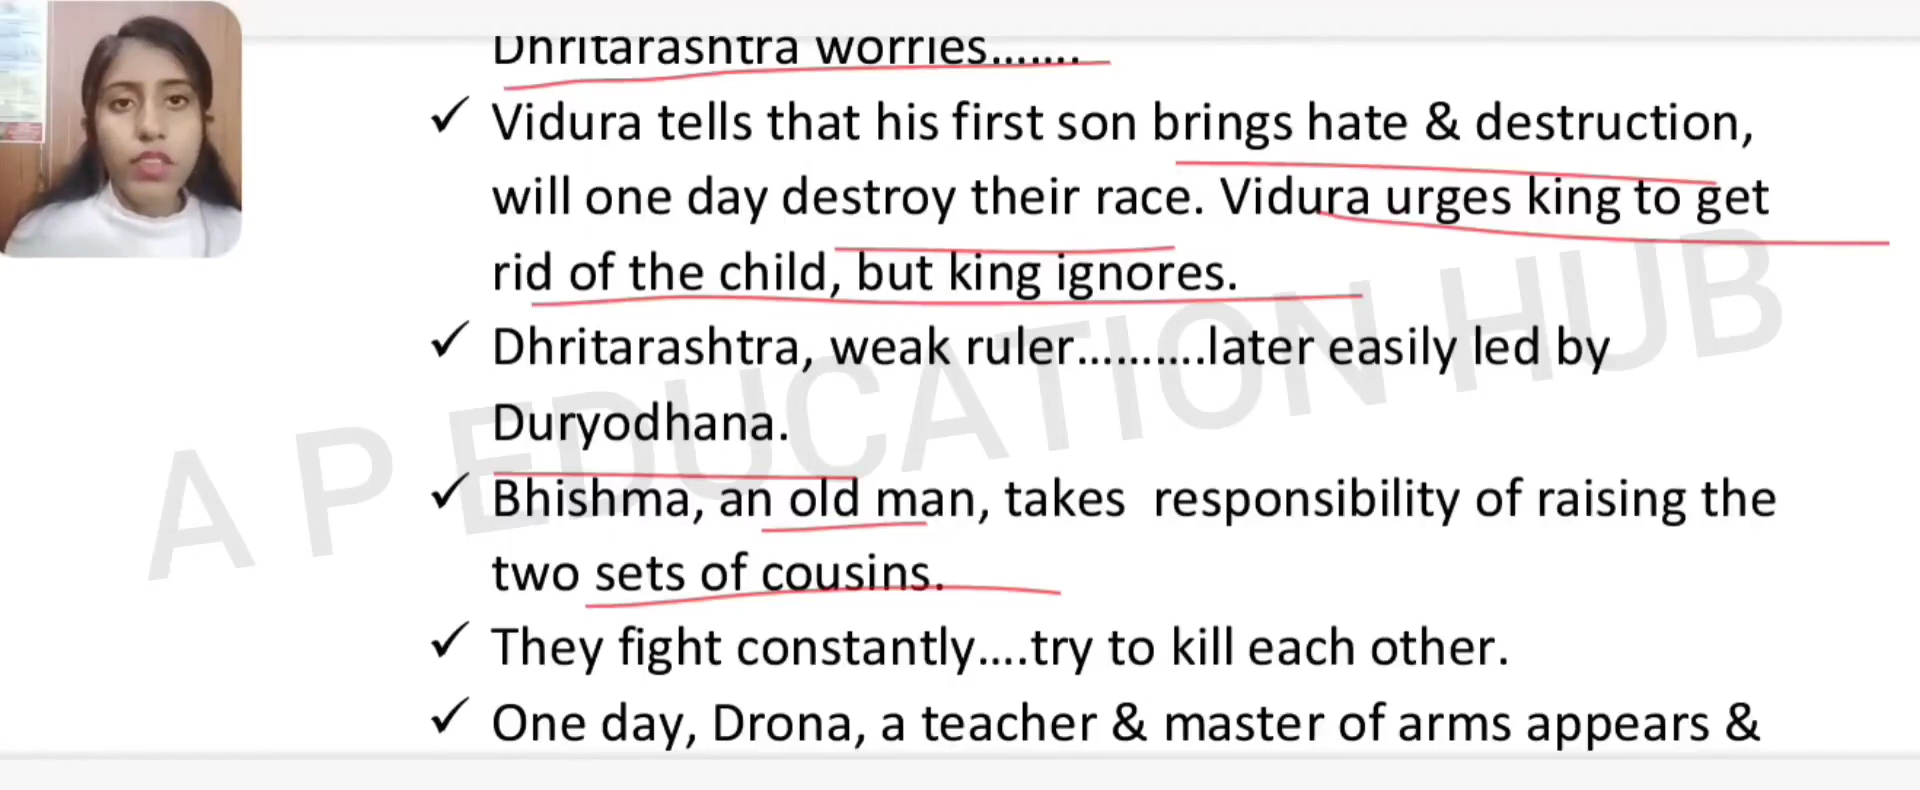 Dhritarashtra worries.......
✓ Vidura tells that his first son brings hate & destruction,
will one day destroy their race. Vidura urges king to get
rid of the child, but king ignores.
✓ Dhritarashtra, weak ruler..........later easily led by
Duryodhana.
✓ Bhishma, an old man, takes responsibility of raising the
two sets of cousins.
✓ They fight constantly....try to kill each other.
✓ One day, Drona, a teacher & master of arms appears &
A P EDUCATION HUB